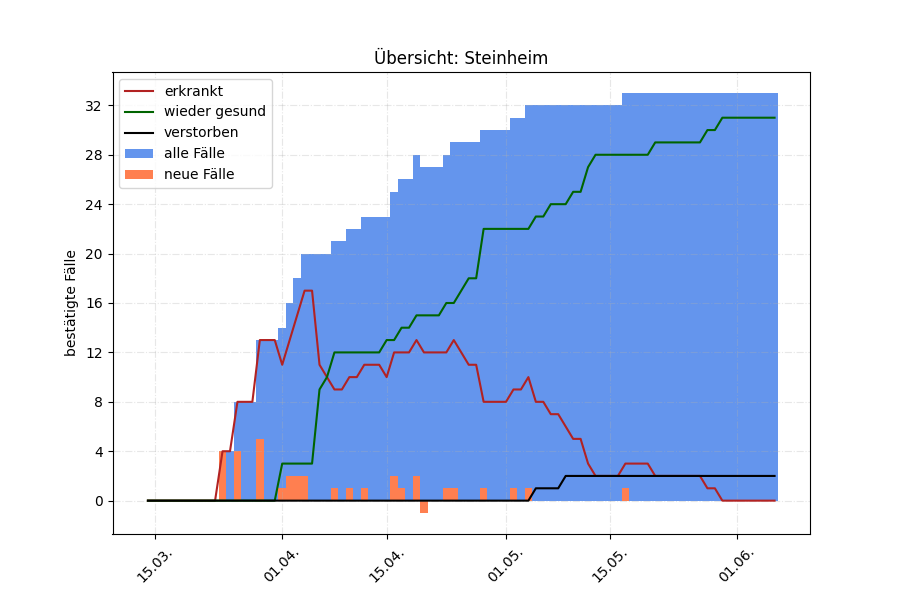 Übersicht: Steinheim
erkrankt
wieder gesund
verstorben
alle Fälle
neue Fälle
bestätigte Fälle
32
28
24
20
16
12
8
4
0
15.03.
01.04.
15.04.
01.05.
15.05.
01.06.